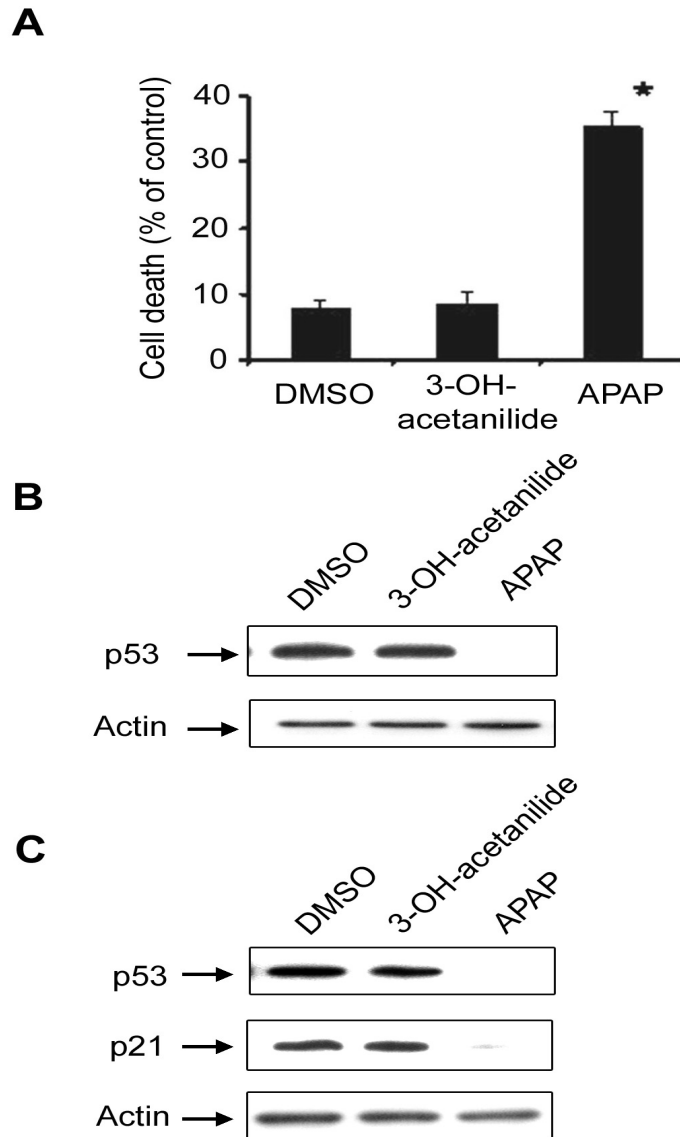 A
Cell death (% of control)
40
30
20
10
0
DMSO
3-OH-
acetanilide
APAP
*
B
DMSO
3-OH-acetanilide
APAP
p53
Actin
C
DMSO
3-OH-acetanilide
APAP
p53
p21
Actin